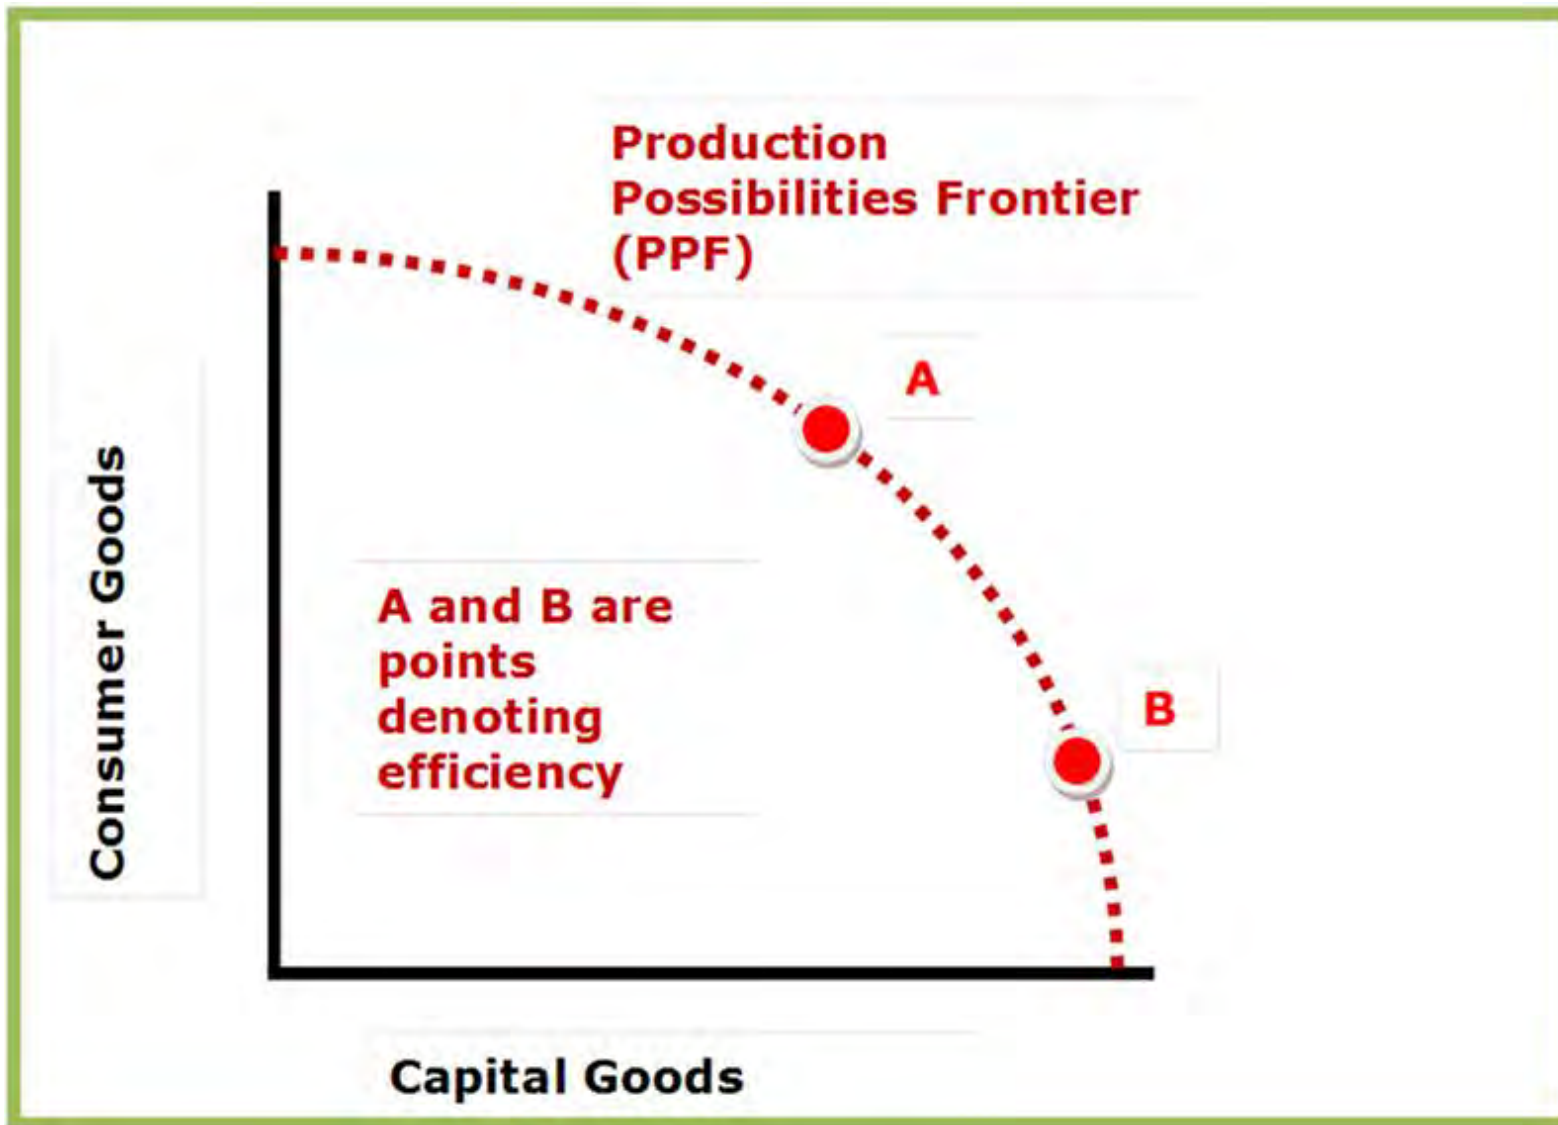 Production
Possibilities Frontier
(PPF)
A
Consumer Goods
A and B are
points
denoting
efficiency
B
Capital Goods